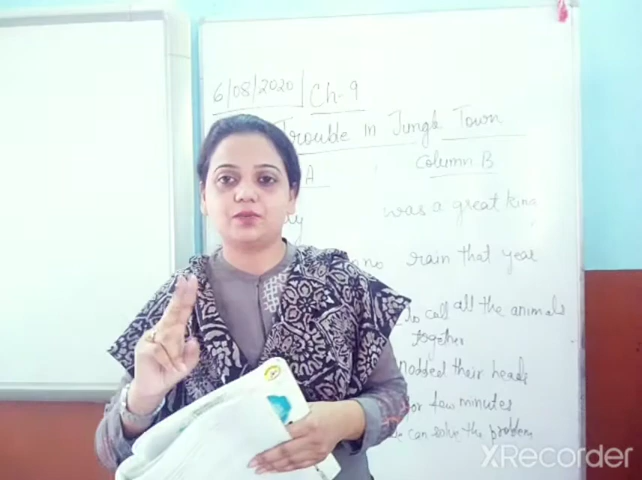 6/08/2020 Ch-9
Trouble in Jungle Town
A Column B
was a great king
no rain that year
to call all the animals
together
nodded their heads
for few minutes
can solve the problem
XRecorder